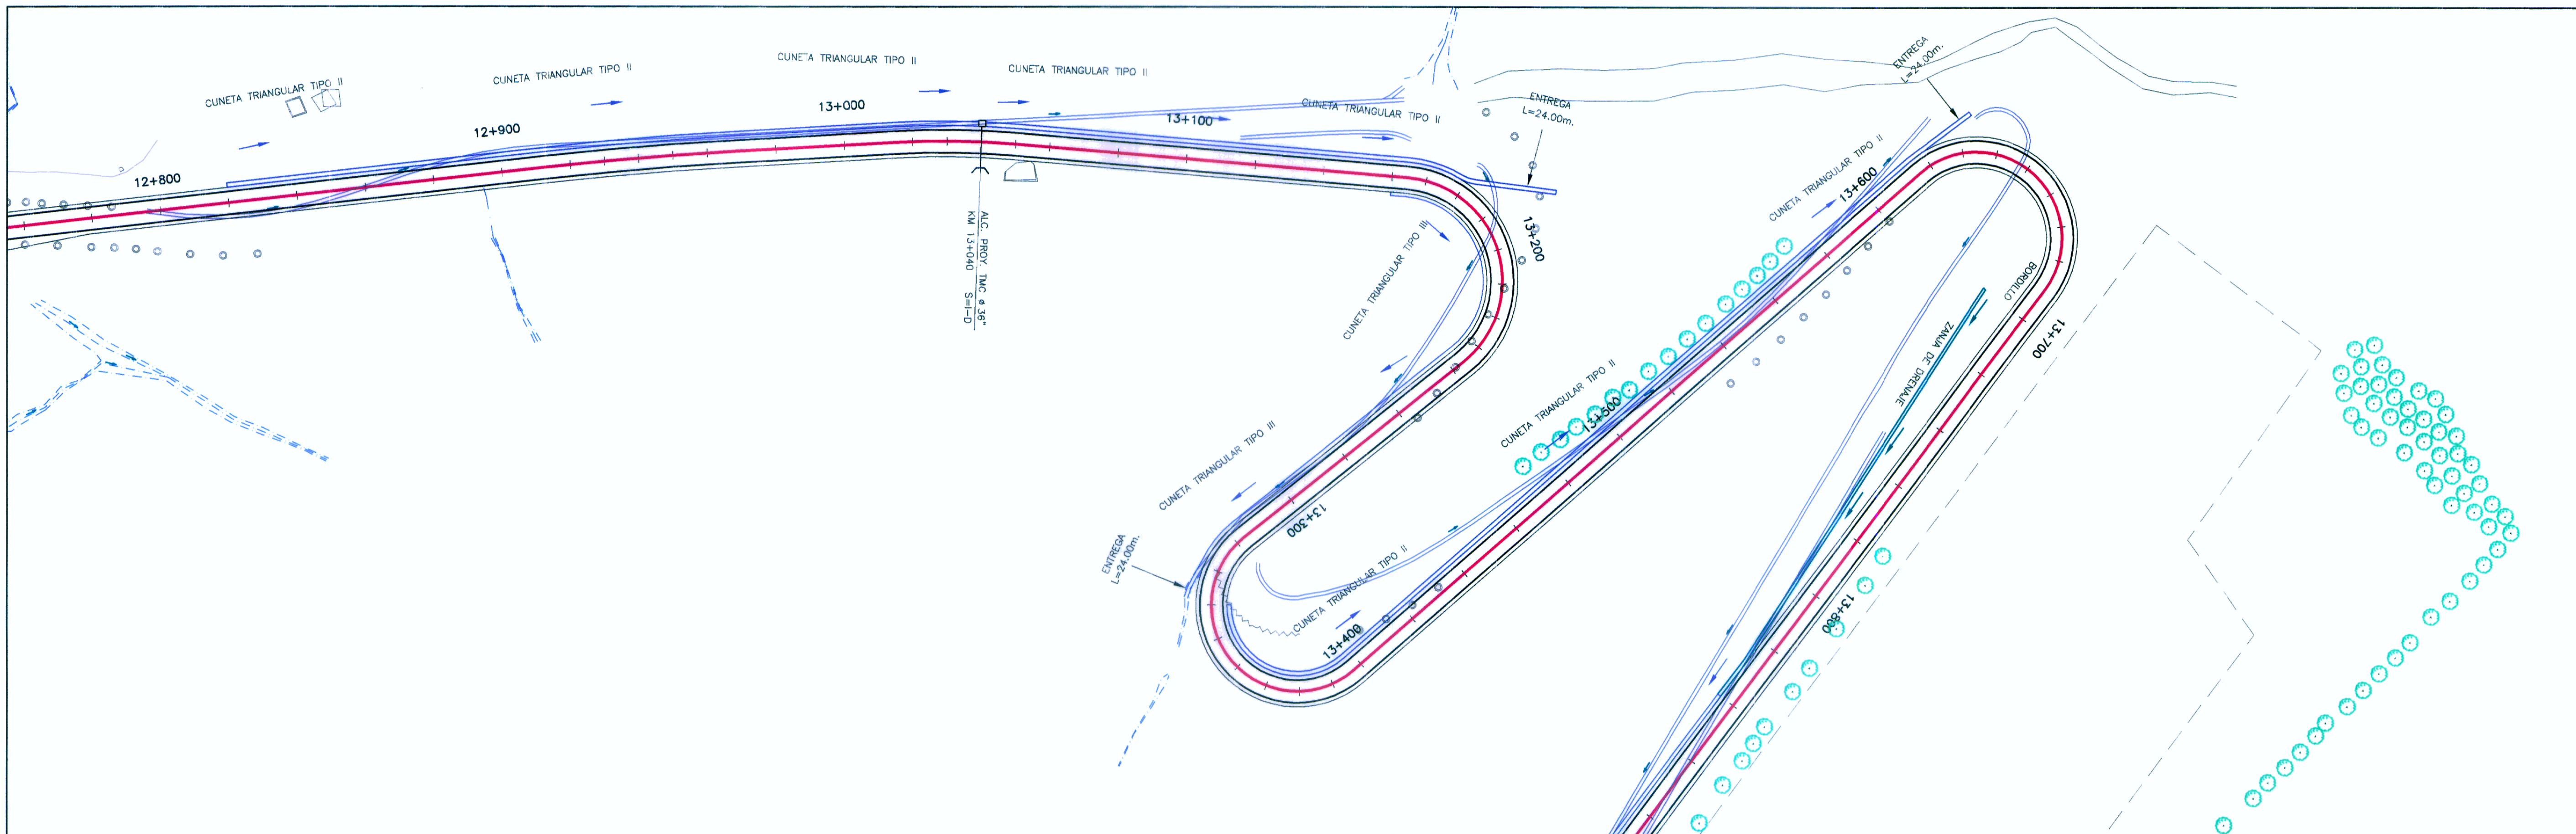 CUNETA TRIANGULAR TIPO II
CUNETA TRIANGULAR TIPO II
CUNETA TRIANGULAR TIPO II
CUNETA TRIANGULAR TIPO II
CUNETA TRIANGULAR TIPO II
12+800
12+900
13+000
13+100
ENTREGA
L=24.00m.
13+200
ALC. PROY. TMC ø 36"
KM 13+040 S=I-D
CUNETA TRIANGULAR TIPO III
CUNETA TRIANGULAR TIPO III
13+300
ENTREGA
L=24.00m.
CUNETA TRIANGULAR TIPO II
13+400
CUNETA TRIANGULAR TIPO II
13+500
CUNETA TRIANGULAR TIPO II
13+600
ENTREGA
L=24.00m.
BORDILLO
ZANJA DE DRENAJE
13+700
13+800